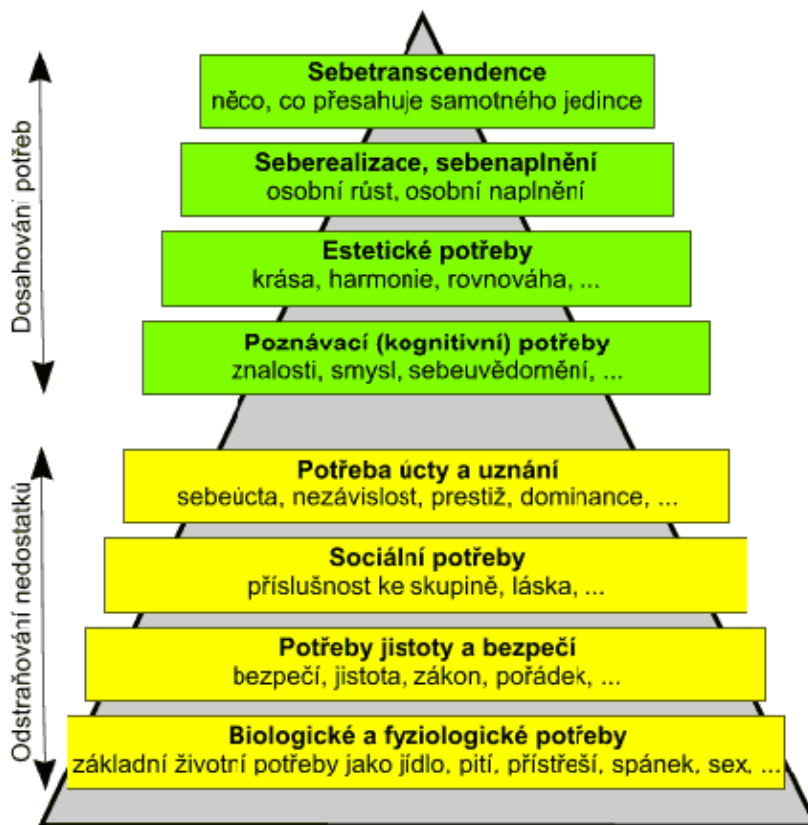 Sebetranscendence
něco, co přesahuje samotného jedince
Seberealizace, sebenaplnění
osobní růst, osobní naplnění
Estetické potřeby
krása, harmonie, rovnováha, ...
Poznávací (kognitivní) potřeby
znalosti, smysl, sebeuvědomění, ...
Dosahování potřeb
Potřeba úcty a uznání
sebeúcta, nezávislost, prestiž, dominance, ...
Sociální potřeby
příslušnost ke skupině, láska, ...
Potřeby jistoty a bezpečí
bezpečí, jistota, zákon, pořádek, ...
Biologické a fyziologické potřeby
základní životní potřeby jako jídlo, pití, přístřeší, spánek, sex, ...
Odstraňování nedostatků